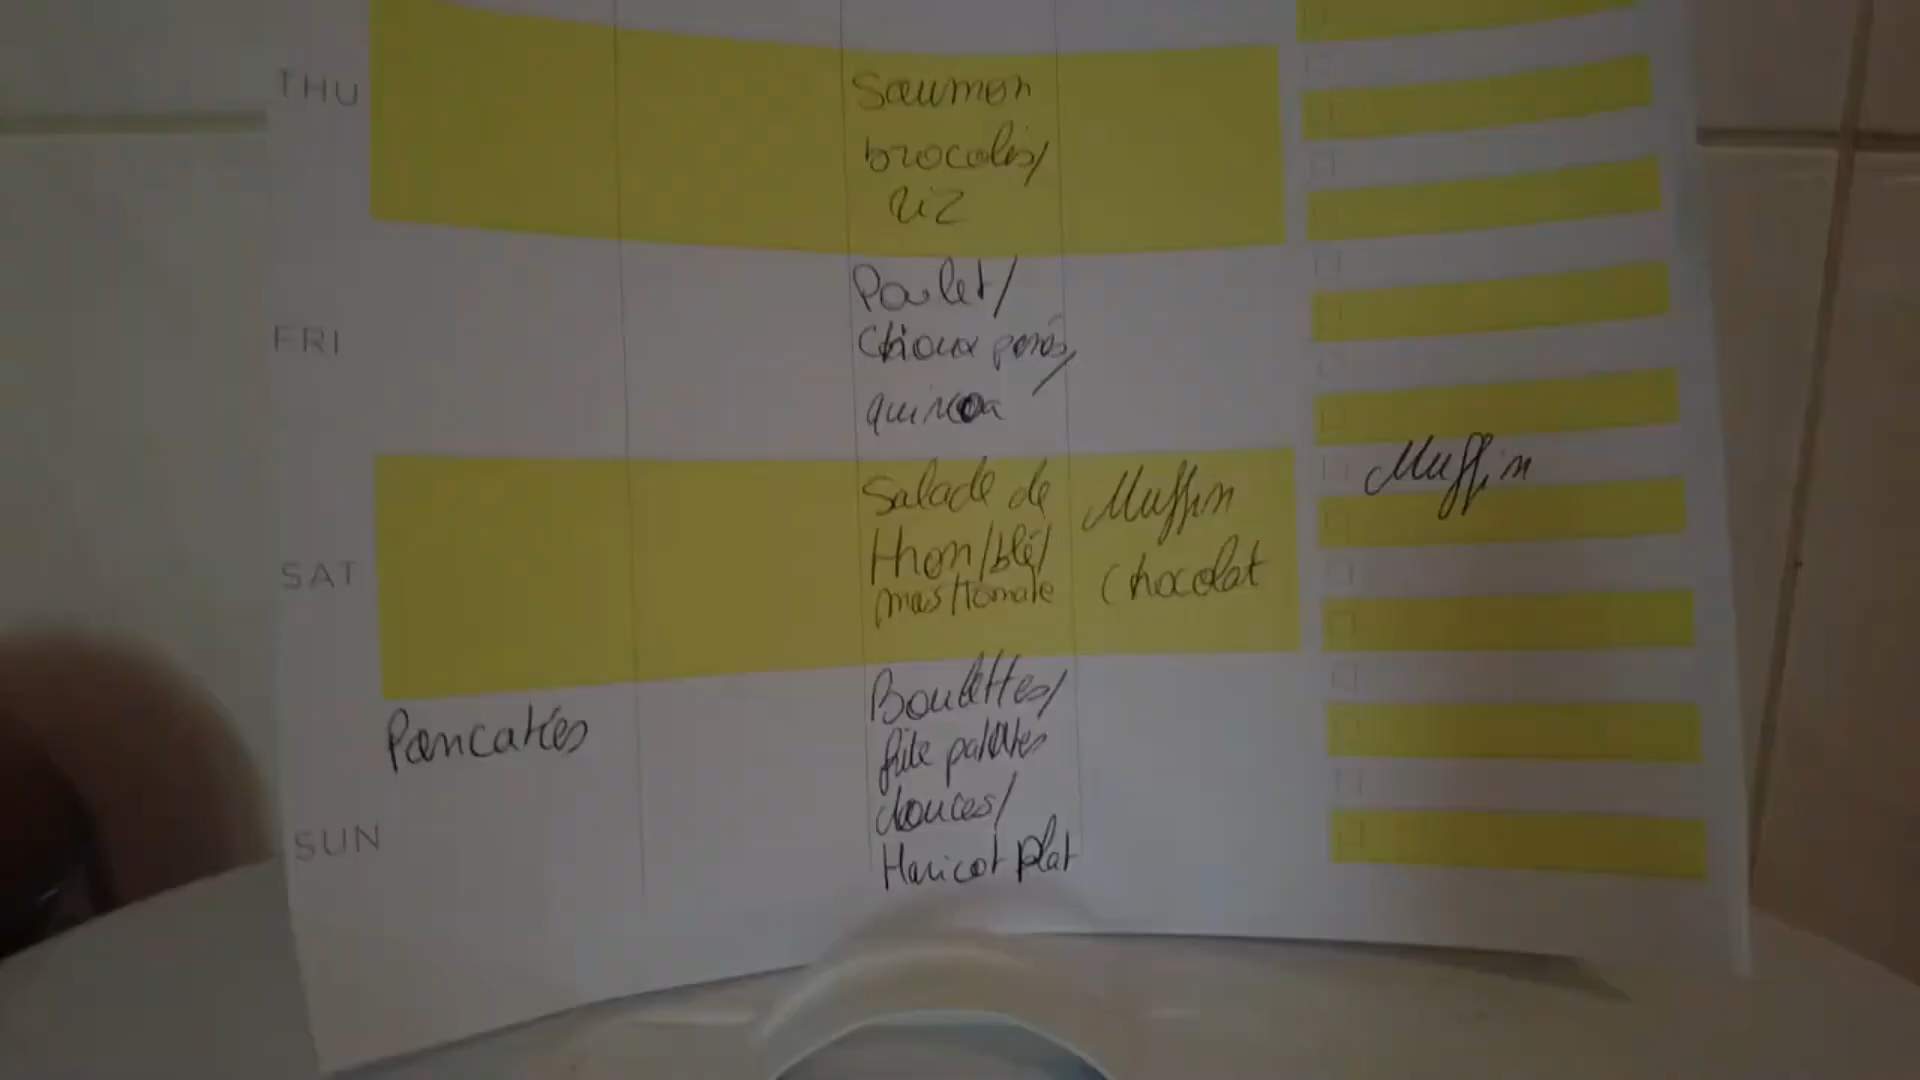 THU
Saumon
brocolis/
riz
FRI
Poulet/
Choux
quinoa
SAT
Salade de
thon/blé/
maïs/tomate
Muffin
chocolat
Muffin
SUN
Pancakes
Boulettes/
frite patates
douces/
Haricot plat